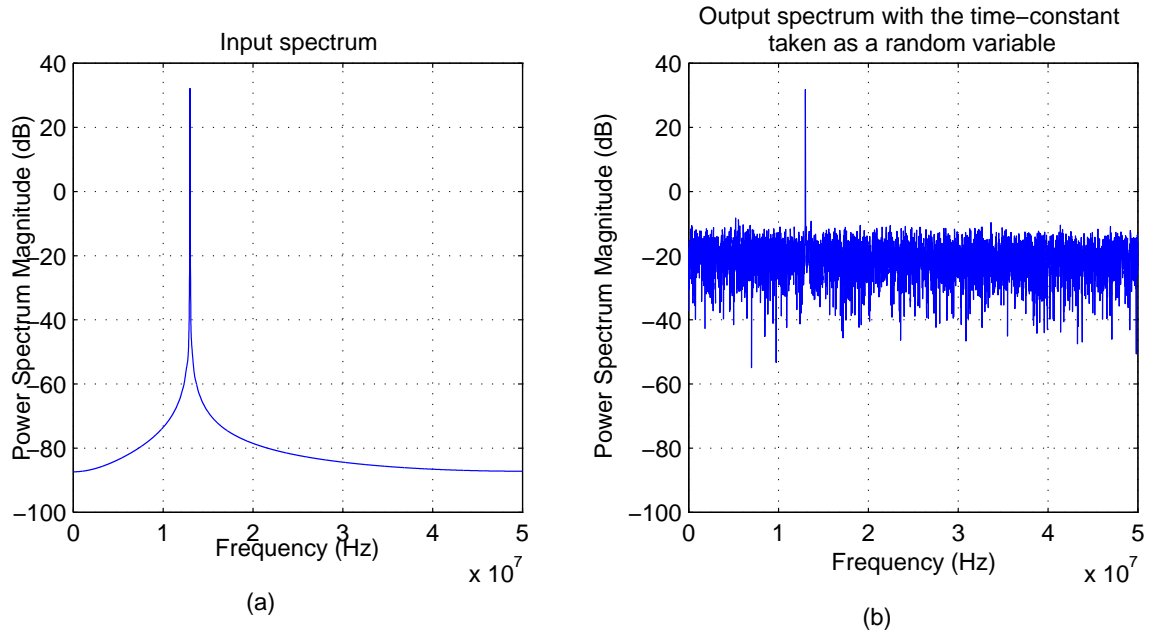 Input spectrum
40
20
0
−20
−40
−60
−80
−100
Power Spectrum Magnitude (dB)
0 1 2 3 4 5
Frequency (Hz)
x 10^7
(a)
Output spectrum with the time−constant
taken as a random variable
40
20
0
−20
−40
−60
−80
−100
Power Spectrum Magnitude (dB)
0 1 2 3 4 5
Frequency (Hz)
x 10^7
(b)